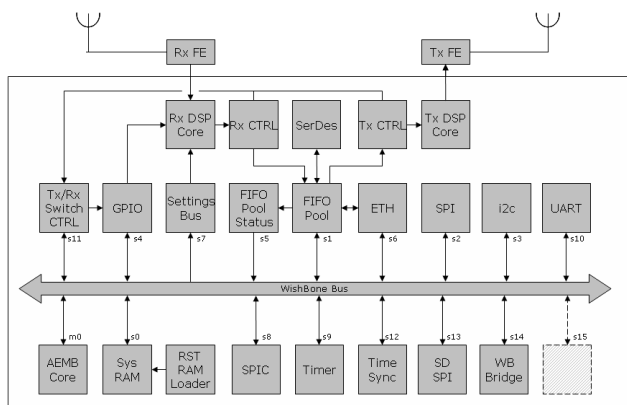 Rx FE
Tx FE
Rx DSP
Core
Rx CTRL
SerDes
Tx CTRL
Tx DSP
Core
Tx/Rx
Switch
CTRL
GPIO
Settings
Bus
FIFO
Pool
Status
FIFO
Pool
ETH
SPI
i2c
UART
s11
s4
s7
s5
s1
s6
s2
s3
s10
WishBone Bus
m0
s0
s8
s9
s12
s13
s14
s15
AEMB
Core
Sys
RAM
RST
RAM
Loader
SPIC
Timer
Time
Sync
SD
SPI
WB
Bridge